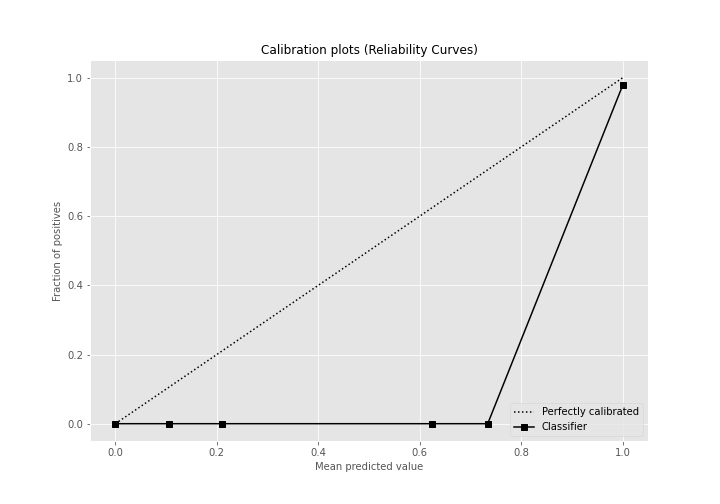 Calibration plots (Reliability Curves)
1.0
0.8
0.6
0.4
0.2
0.0
Fraction of positives
0.0 0.2 0.4 0.6 0.8 1.0
Mean predicted value
Perfectly calibrated
Classifier